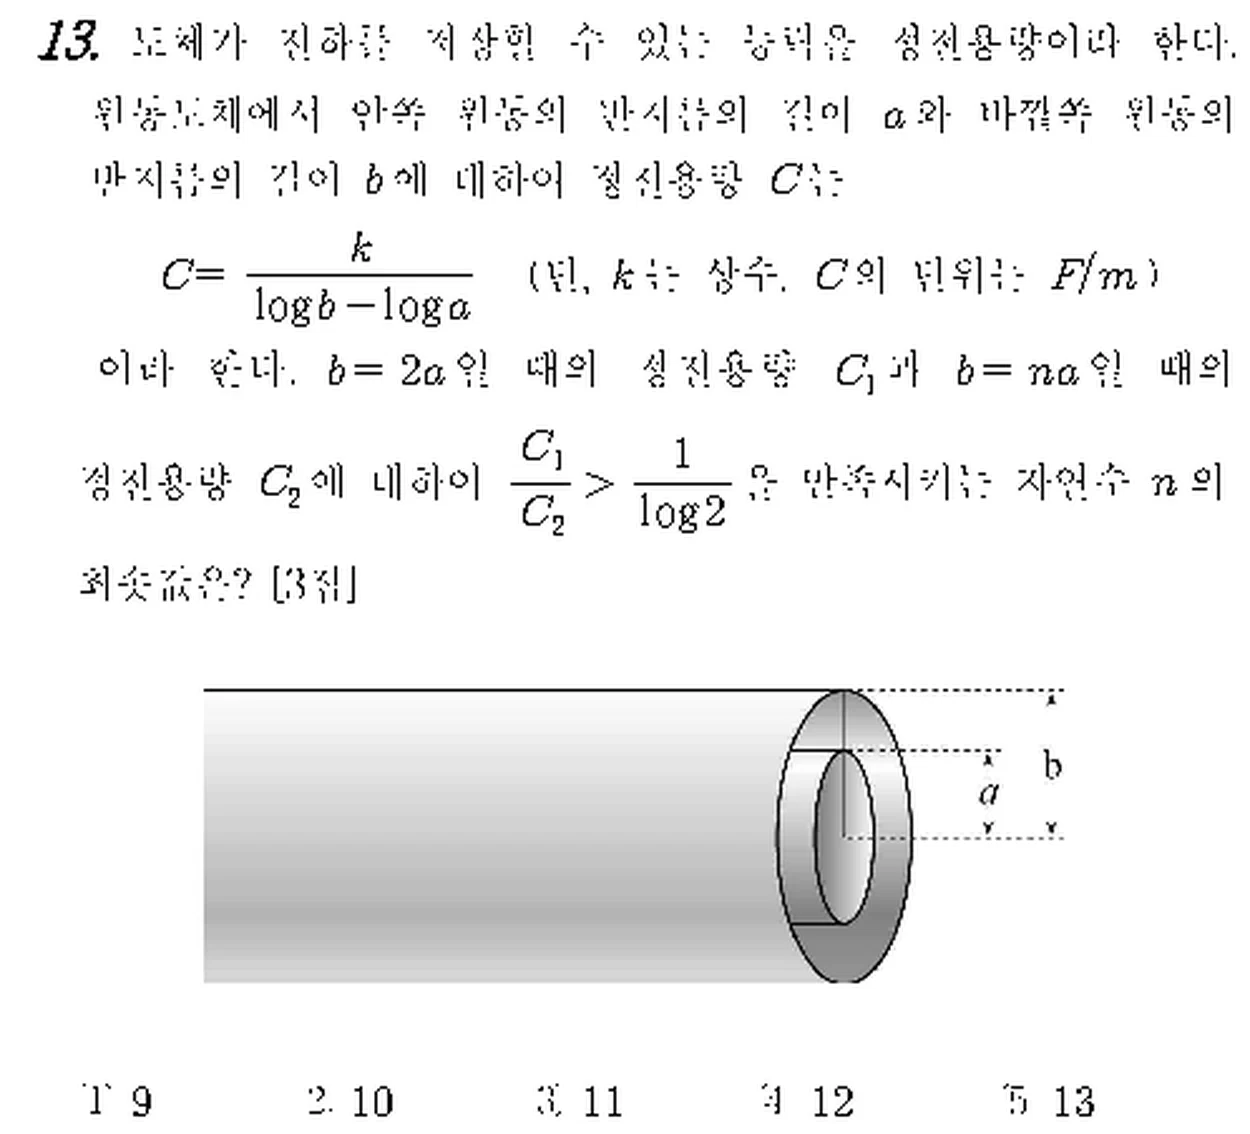 13. 도체가 전하를 저장할 수 있는 능력을 정전용량이라 한다.
원통도체에서 안쪽 원통의 반지름의 길이 a와 바깥쪽 원통의
반지름의 길이 b에 대하여 정전용량 C는
C= k / (log b − log a) (단, k는 상수, C의 단위는 F/m)
이라 한다. b = 2a일 때의 정전용량 C₁과 b = na일 때의
정전용량 C₂에 대하여 C₁/C₂ > 1/log 2 을 만족시키는 자연수 n의
최솟값은? [3점]
b
a
① 9 ② 10 ③ 11 ④ 12 ⑤ 13